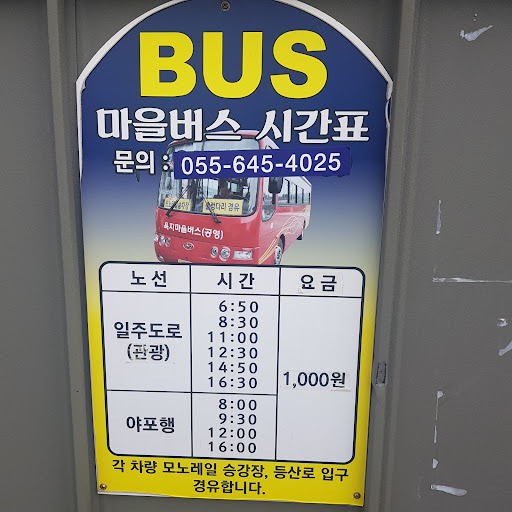 BUS
마을버스 시간표
문의 : 055-645-4025
욕지마을버스(공영)
노선 시간 요금
일주도로
(관광)
6:50
8:30
11:00
12:30
14:50
16:30
1,000원
야포행
8:00
9:30
12:00
16:00
각 차량 모노레일 승강장, 등산로 입구
경유합니다.